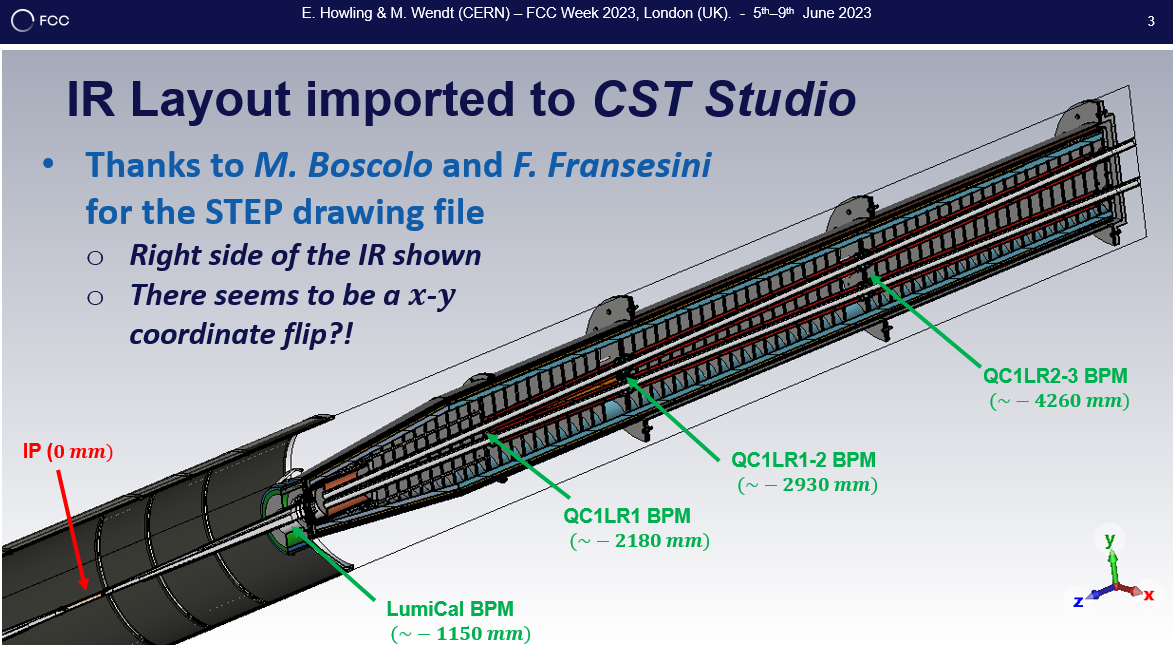 FCC
E. Howling & M. Wendt (CERN) – FCC Week 2023, London (UK). - 5th–9th June 2023
3
IR Layout imported to CST Studio
• Thanks to M. Boscolo and F. Fransesini
for the STEP drawing file
o Right side of the IR shown
o There seems to be a x-y
coordinate flip?!
QC1LR2-3 BPM
(~ − 4260 mm)
IP (0 mm)
QC1LR1-2 BPM
(~ − 2930 mm)
QC1LR1 BPM
(~ − 2180 mm)
LumiCal BPM
(~ − 1150 mm)
y
z
x